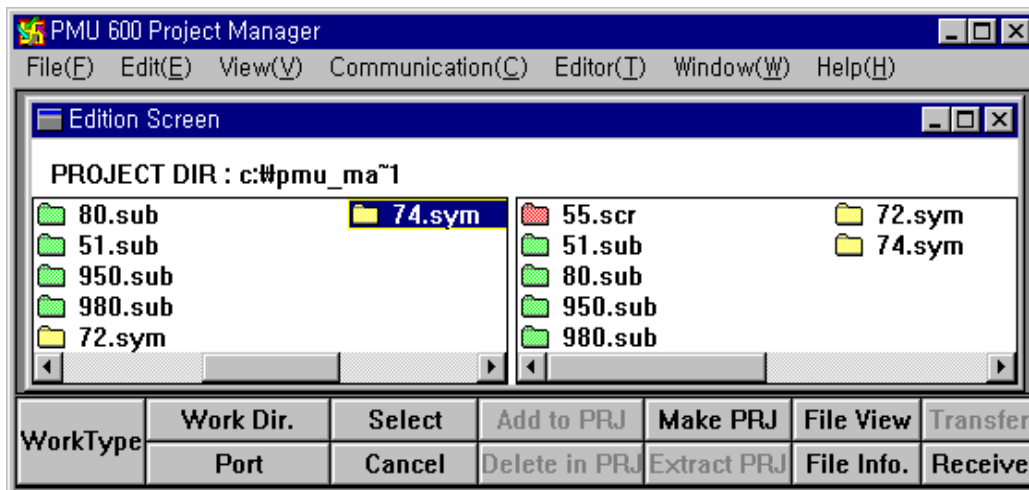 PMU 600 Project Manager
File(F) Edit(E) View(V) Communication(C) Editor(T) Window(W) Help(H)
Edition Screen
PROJECT DIR : c:₩pmu_ma~1
80.sub
51.sub
950.sub
980.sub
72.sym
74.sym
55.scr
51.sub
80.sub
950.sub
980.sub
72.sym
74.sym
WorkType
Work Dir. Select Add to PRJ Make PRJ File View Transfer
Port Cancel Delete in PRJ Extract PRJ File Info. Receive